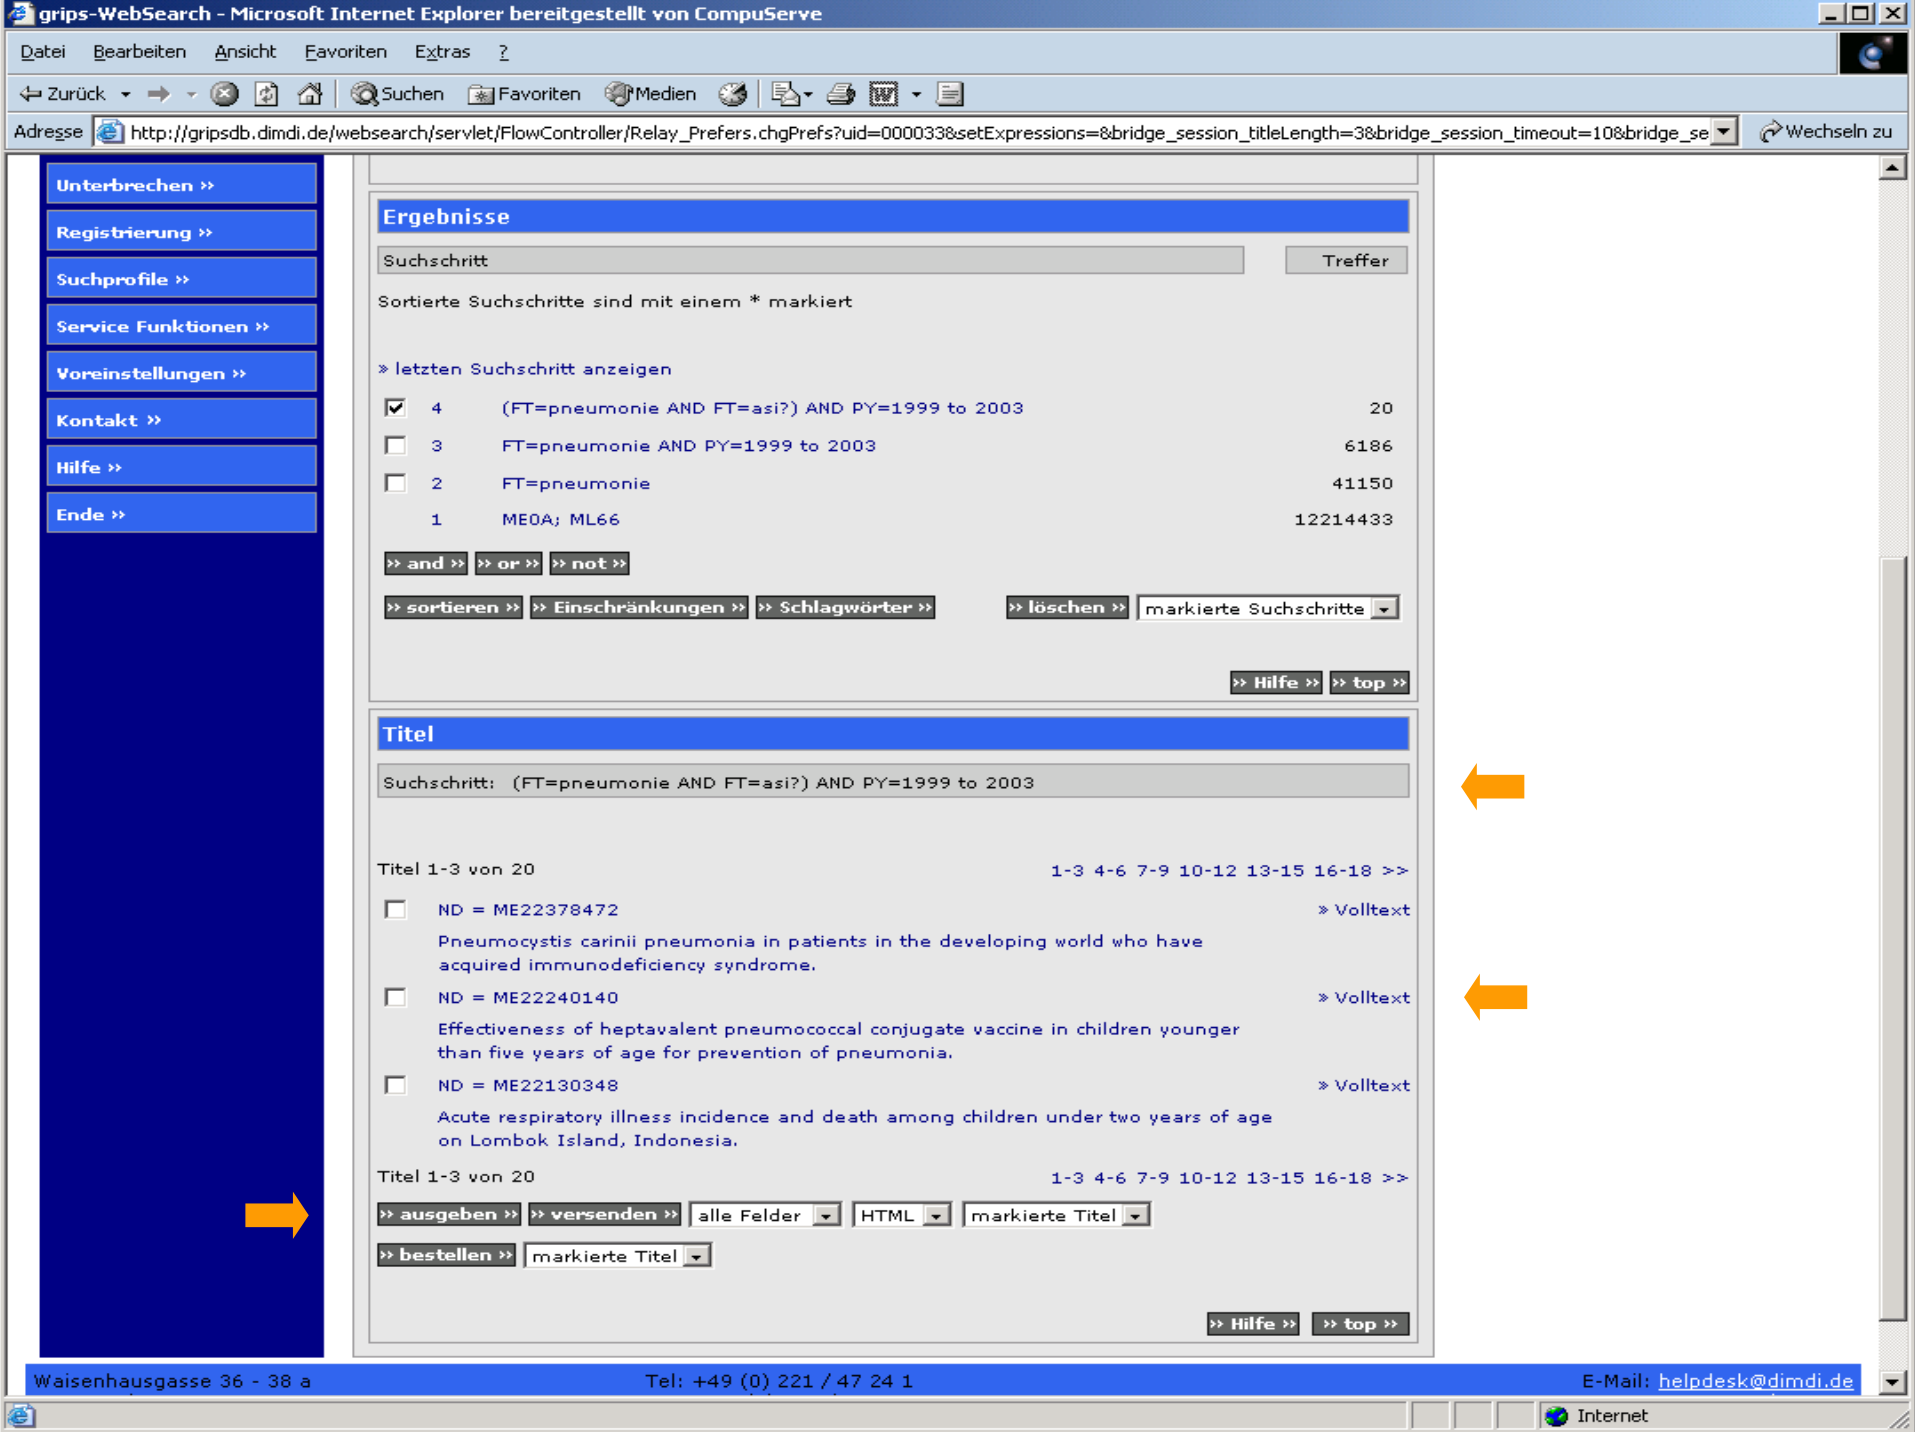 grips-WebSearch - Microsoft Internet Explorer bereitgestellt von CompuServe
Datei Bearbeiten Ansicht Favoriten Extras ?
Zurück Suchen Favoriten Medien
Adresse http://gripsdb.dimdi.de/websearch/servlet/FlowController/Relay_Prefers.chgPrefs?uid=000033&setExpressions=&bridge_session_titleLength=3&bridge_session_timeout=10&bridge_se Wechseln zu
Unterbrechen »
Registrierung »
Suchprofile »
Service Funktionen »
Voreinstellungen »
Kontakt »
Hilfe »
Ende »
Ergebnisse
Suchschritt Treffer
Sortierte Suchschritte sind mit einem * markiert
» letzten Suchschritt anzeigen
4 (FT=pneumonie AND FT=asi?) AND PY=1999 to 2003 20
3 FT=pneumonie AND PY=1999 to 2003 6186
2 FT=pneumonie 41150
1 ME0A; ML66 12214433
» and » » or » » not »
» sortieren » » Einschränkungen » » Schlagwörter » » löschen » markierte Suchschritte
» Hilfe » » top »
Titel
Suchschritt: (FT=pneumonie AND FT=asi?) AND PY=1999 to 2003
Titel 1-3 von 20 1-3 4-6 7-9 10-12 13-15 16-18 >>
ND = ME22378472 » Volltext
Pneumocystis carinii pneumonia in patients in the developing world who have
acquired immunodeficiency syndrome.
ND = ME22240140 » Volltext
Effectiveness of heptavalent pneumococcal conjugate vaccine in children younger
than five years of age for prevention of pneumonia.
ND = ME22130348 » Volltext
Acute respiratory illness incidence and death among children under two years of age
on Lombok Island, Indonesia.
Titel 1-3 von 20 1-3 4-6 7-9 10-12 13-15 16-18 >>
» ausgeben » » versenden » alle Felder HTML markierte Titel
» bestellen » markierte Titel
» Hilfe » » top »
Waisenhausgasse 36 - 38 a Tel: +49 (0) 221 / 47 24 1 E-Mail: helpdesk@dimdi.de
Internet